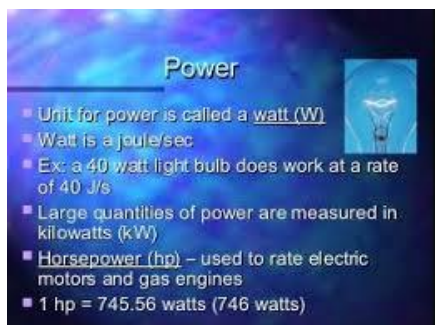 Power
Unit for power is called a watt (W)
Watt is a joule/sec
Ex: a 40 watt light bulb does work at a rate
of 40 J/s
Large quantities of power are measured in
kilowatts (kW)
Horsepower (hp) – used to rate electric
motors and gas engines
1 hp = 745.56 watts (746 watts)